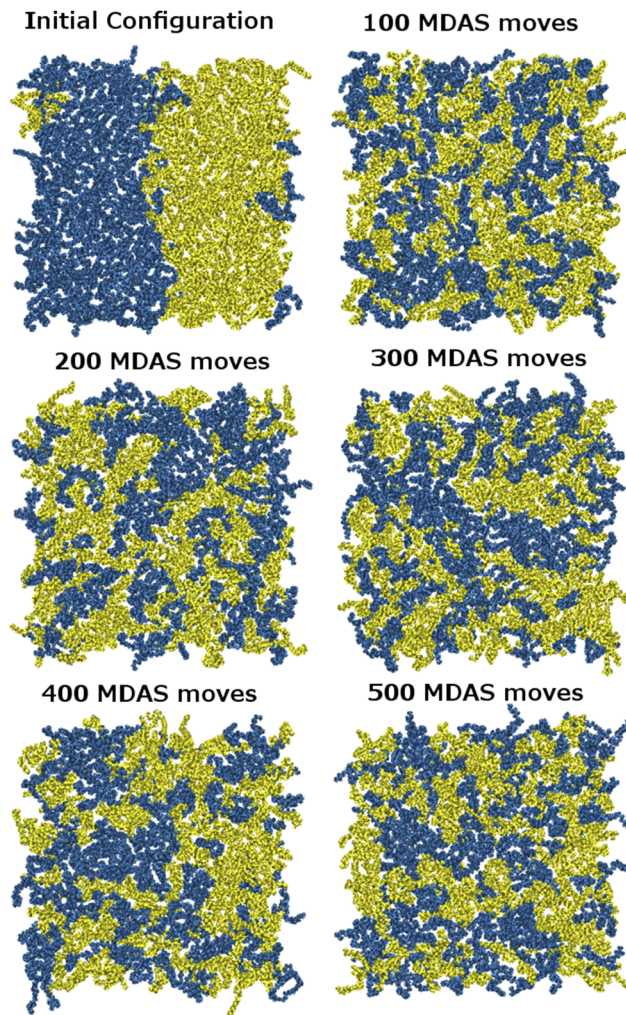 Initial Configuration
100 MDAS moves
200 MDAS moves
300 MDAS moves
400 MDAS moves
500 MDAS moves